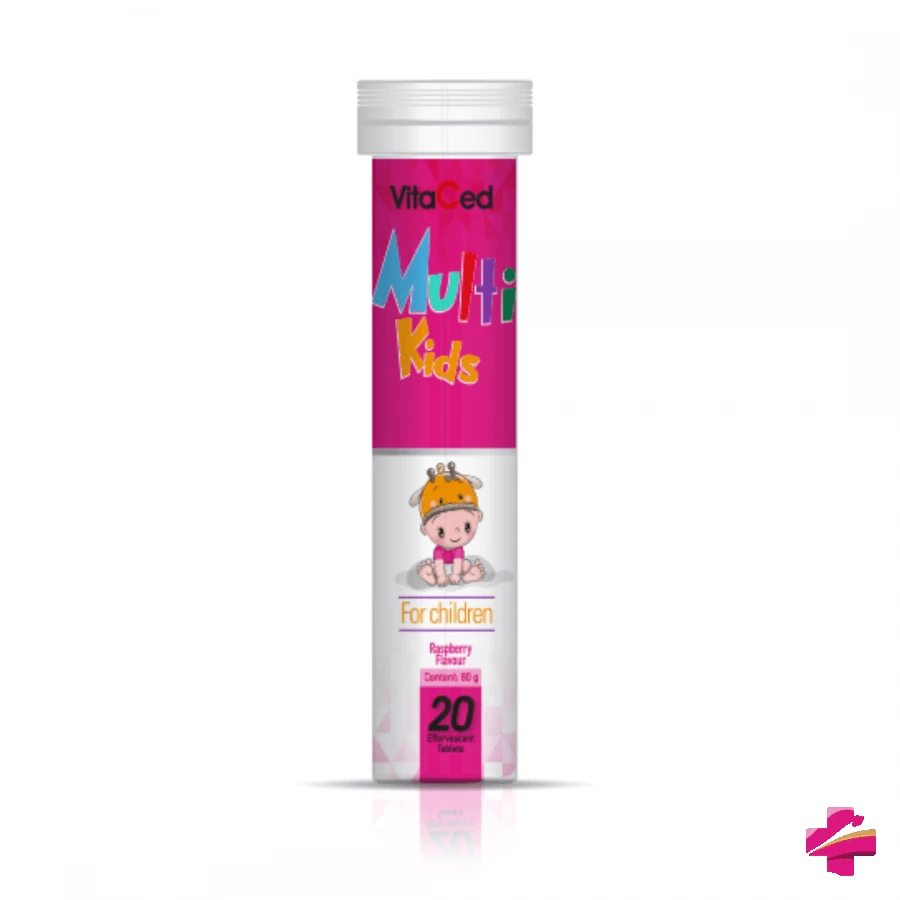 VitaCed
Multi
Kids
For children
Raspberry
Flavour
Content: 80 g
20
Effervescent
Tablets